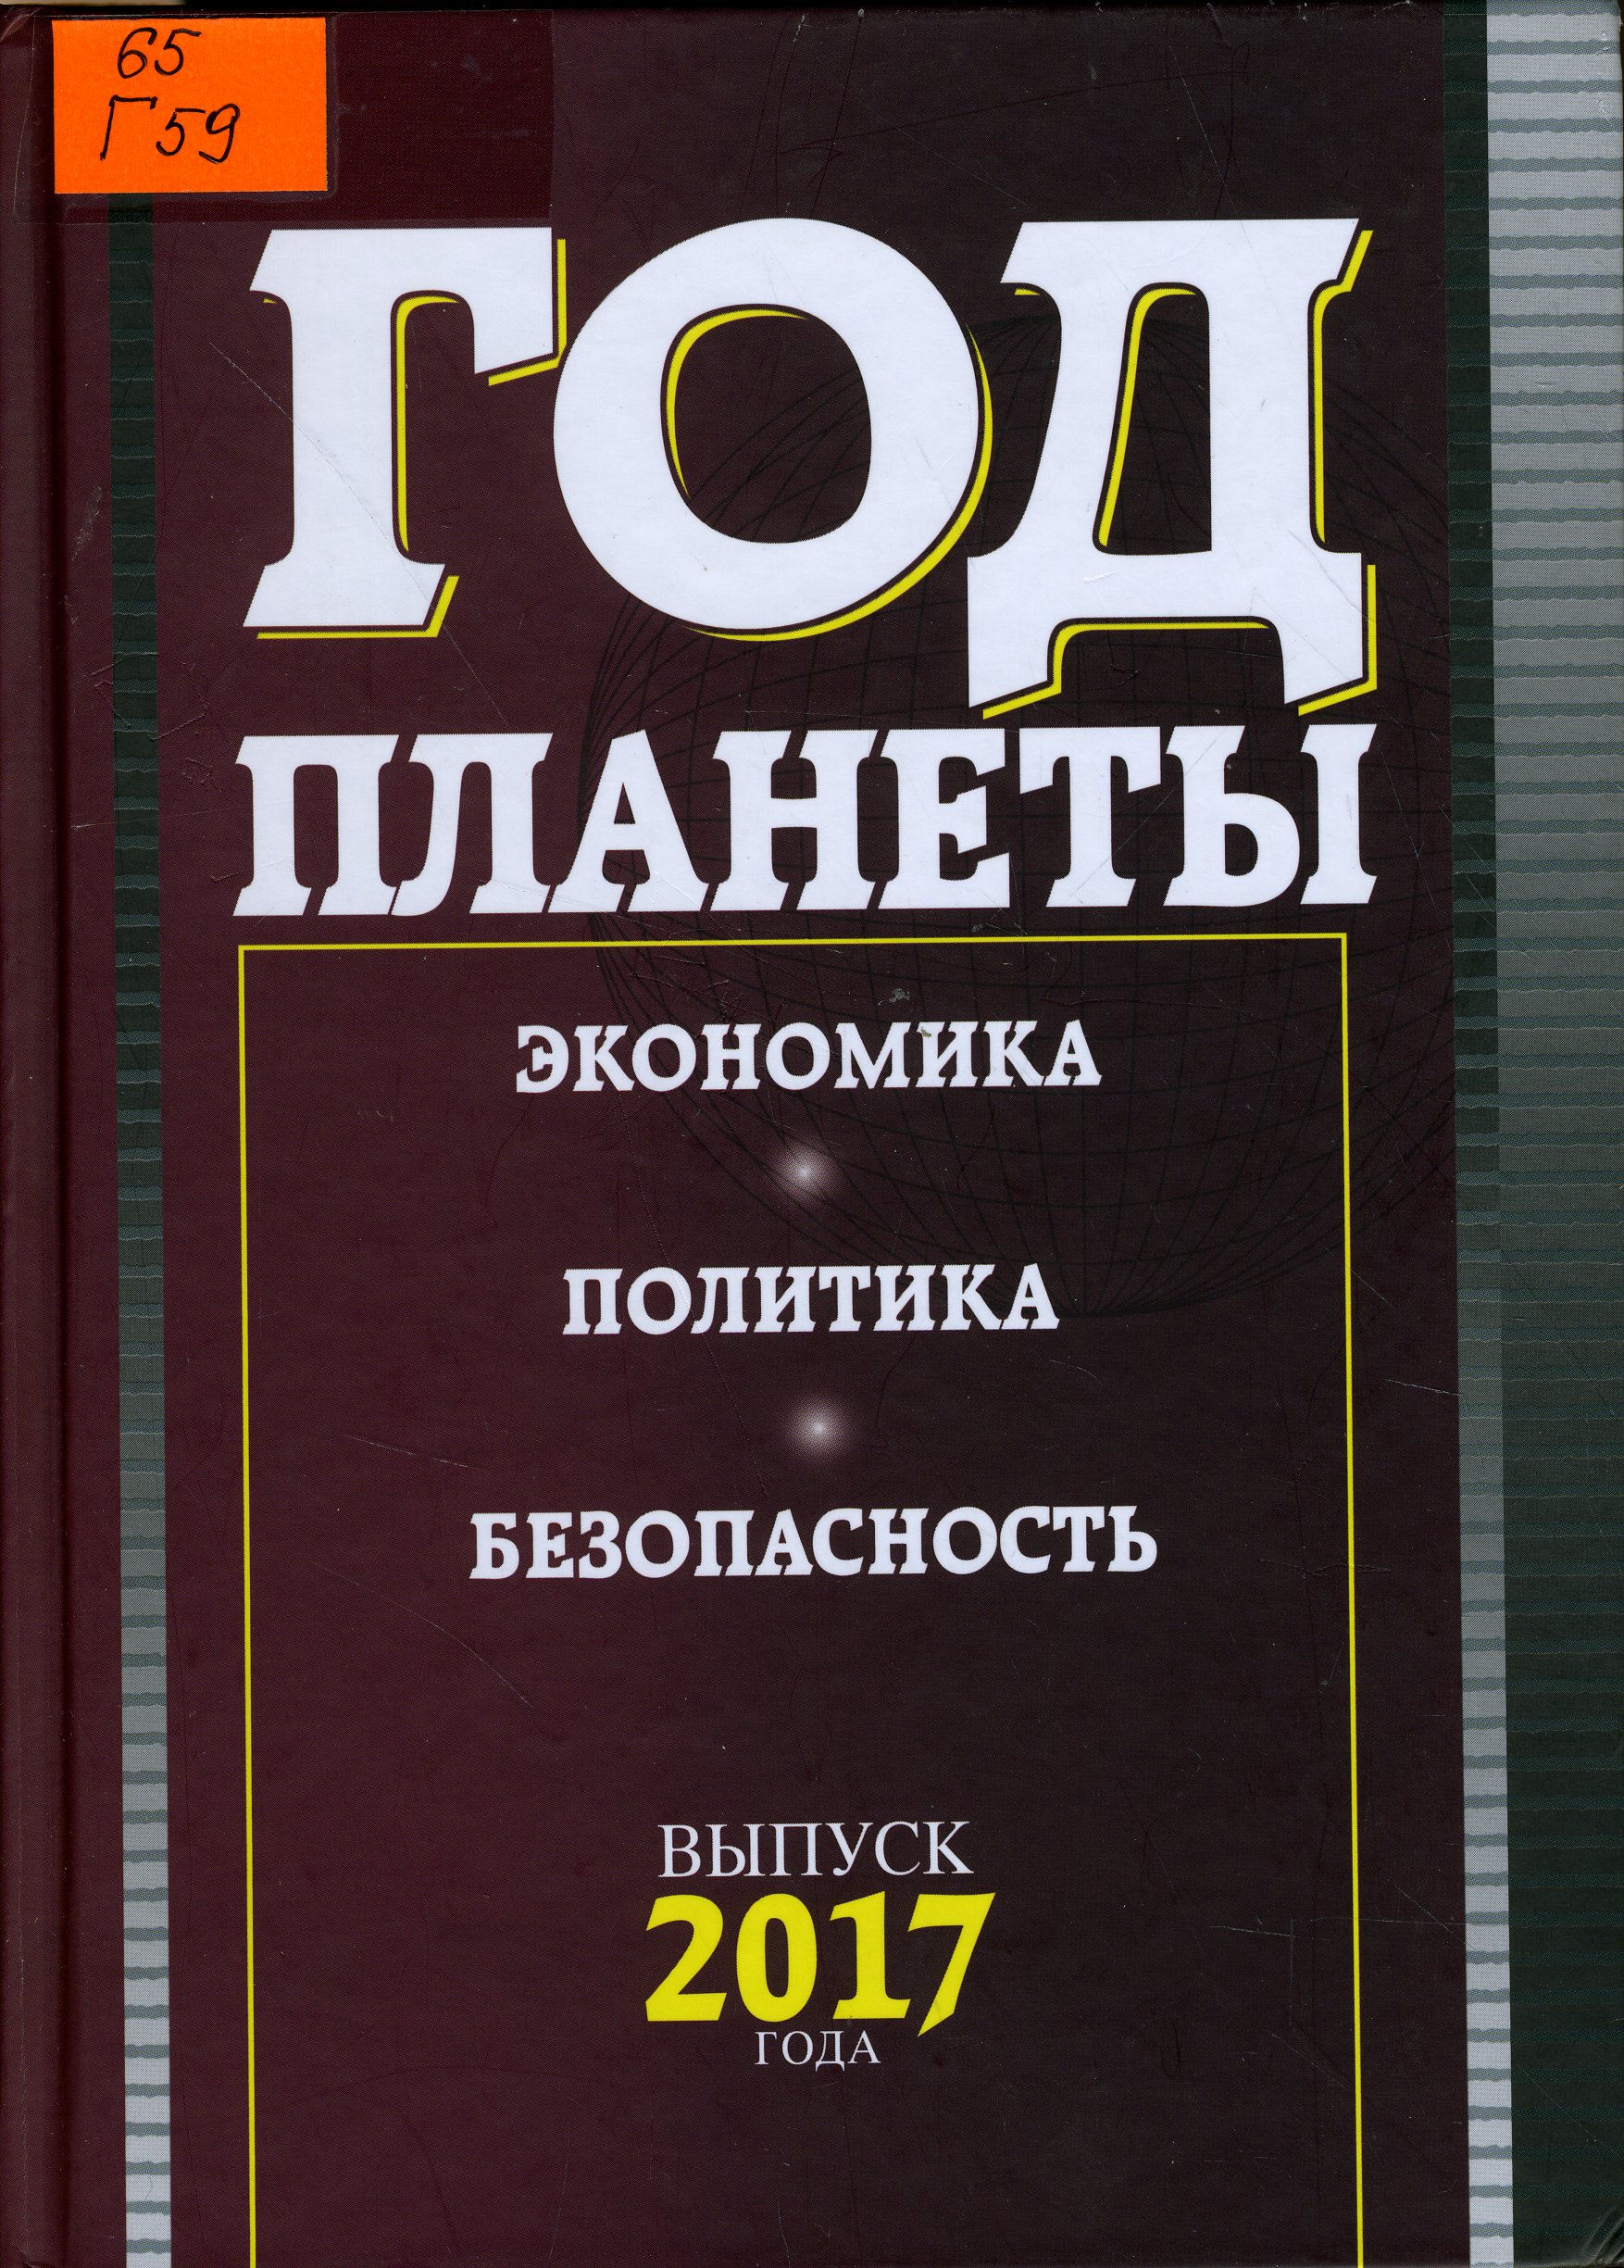 65
Г59
ГОД
ПЛАНЕТЫ
ЭКОНОМИКА
ПОЛИТИКА
БЕЗОПАСНОСТЬ
ВЫПУСК
2017
ГОДА